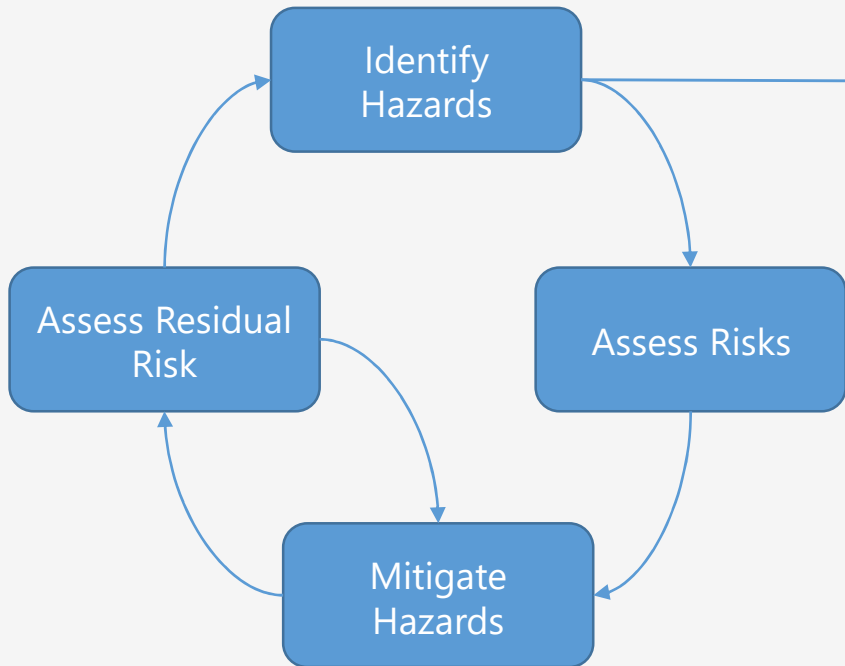 Identify
Hazards
Assess Residual
Risk
Assess Risks
Mitigate
Hazards